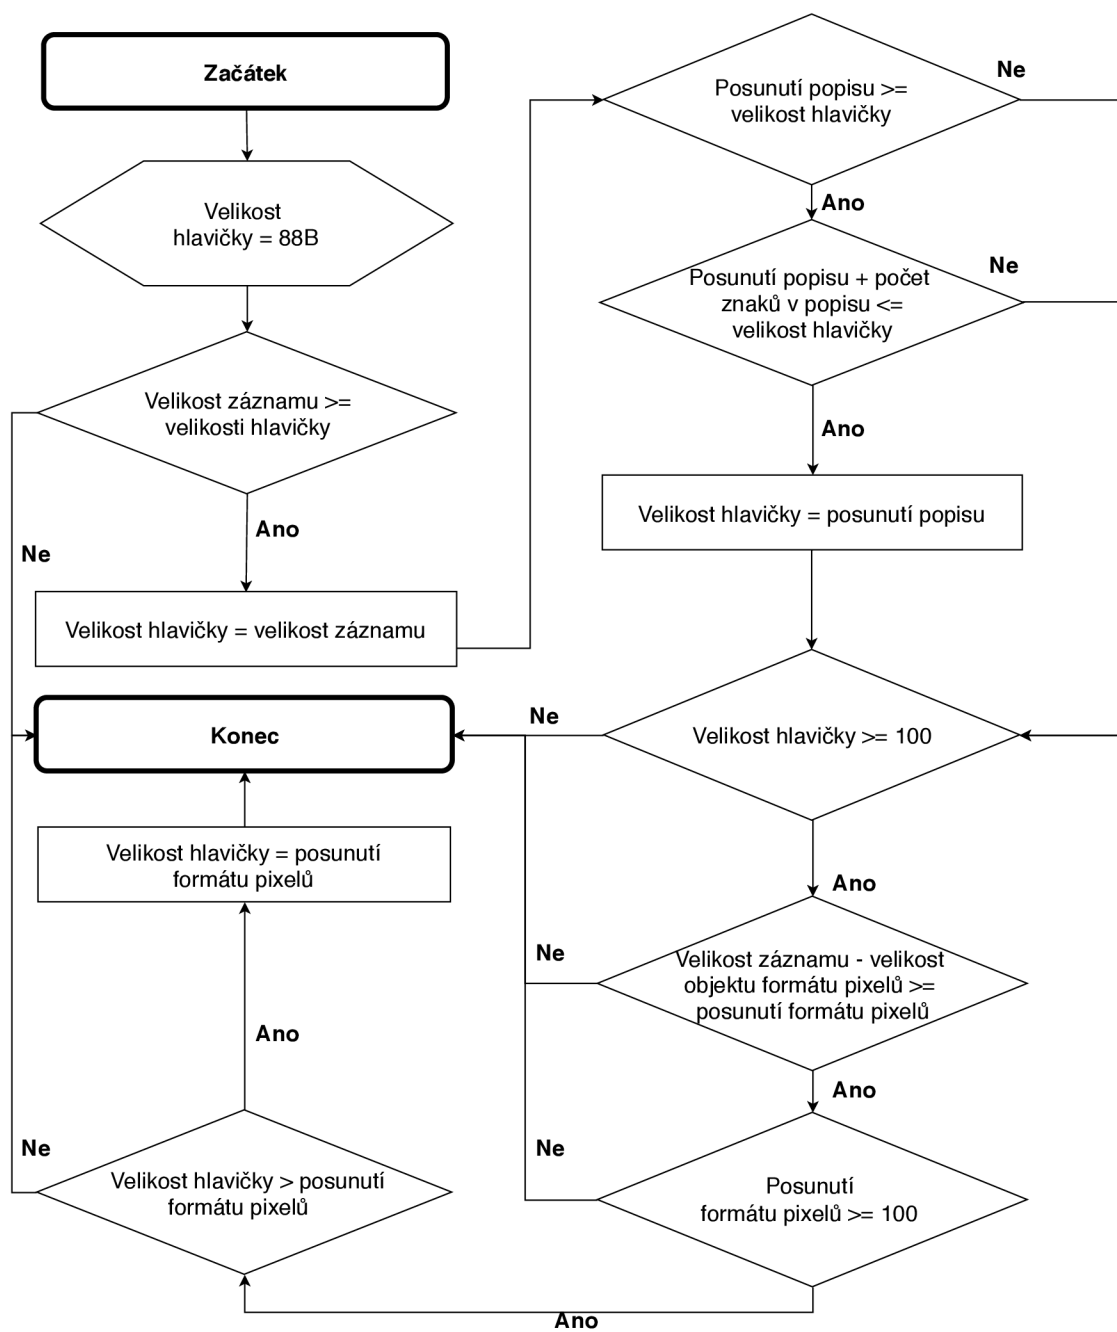 Začátek
Velikost
hlavičky = 88B
Velikost záznamu >=
velikosti hlavičky
Ano
Ne
Velikost hlavičky = velikost záznamu
Posunutí popisu >=
velikost hlavičky
Ne
Ano
Posunutí popisu + počet
znaků v popisu <=
velikost hlavičky
Ne
Ano
Velikost hlavičky = posunutí popisu
Velikost hlavičky >= 100
Ne
Ano
Velikost záznamu - velikost
objektu formátu pixelů >=
posunutí formátu pixelů
Ne
Ano
Posunutí
formátu pixelů >= 100
Ne
Ano
Velikost hlavičky > posunutí
formátu pixelů
Ne
Ano
Velikost hlavičky = posunutí
formátu pixelů
Konec